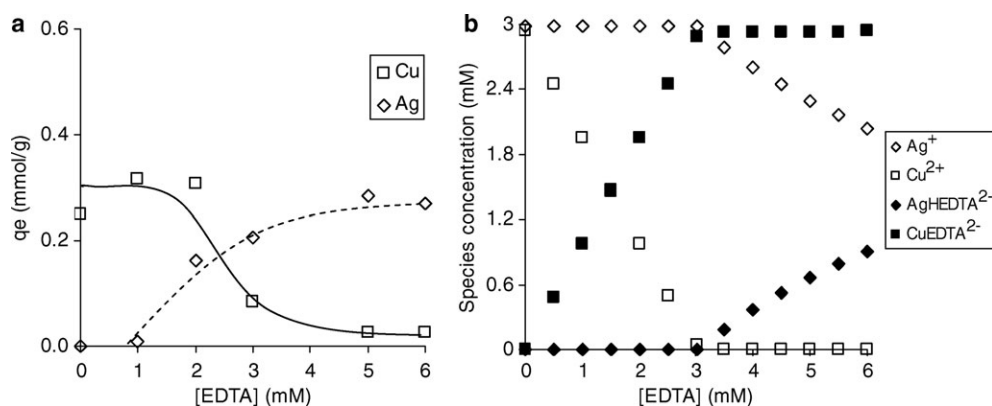 a
qe (mmol/g)
0.6
0.4
0.2
0.0
0 1 2 3 4 5 6
[EDTA] (mM)
Cu
Ag
b
Species concentration (mM)
3
2.4
1.8
1.2
0.6
0
0 1 2 3 4 5 6
[EDTA] (mM)
Ag⁺
Cu²⁺
AgHEDTA²⁻
CuEDTA²⁻